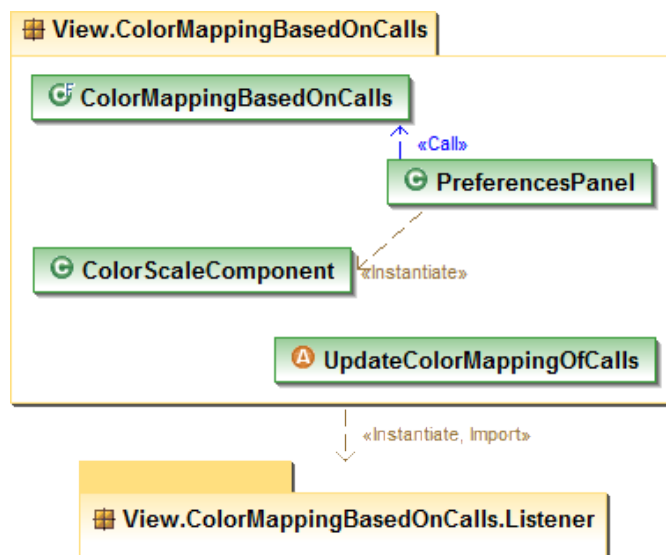 View.ColorMappingBasedOnCalls
C F ColorMappingBasedOnCalls
«Call»
C PreferencesPanel
C ColorScaleComponent
«Instantiate»
A UpdateColorMappingOfCalls
«Instantiate, Import»
View.ColorMappingBasedOnCalls.Listener